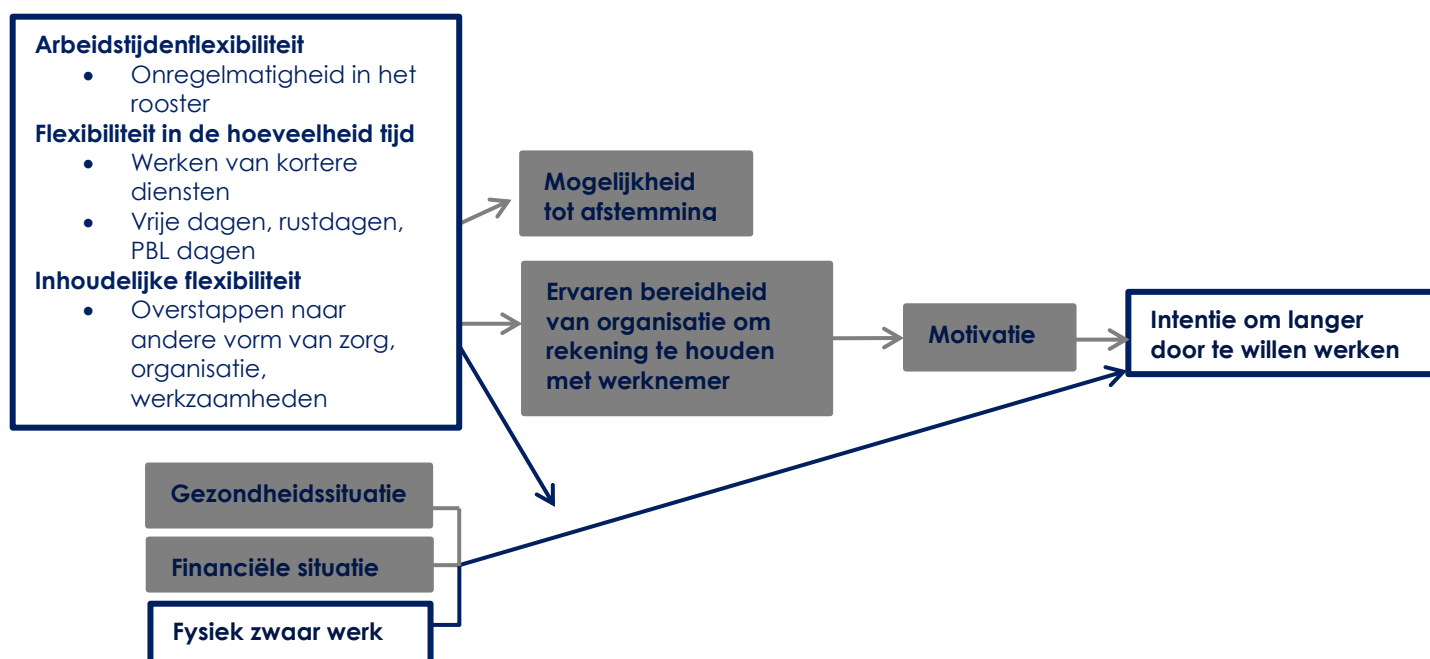 Arbeidstijdenflexibiliteit
• Onregelmatigheid in het
rooster
Flexibiliteit in de hoeveelheid tijd
• Werken van kortere
diensten
• Vrije dagen, rustdagen,
PBL dagen
Inhoudelijke flexibiliteit
• Overstappen naar
andere vorm van zorg,
organisatie,
werkzaamheden
Mogelijkheid
tot afstemming
Ervaren bereidheid
van organisatie om
rekening te houden
met werknemer
Motivatie
Intentie om langer
door te willen werken
Gezondheidssituatie
Financiële situatie
Fysiek zwaar werk